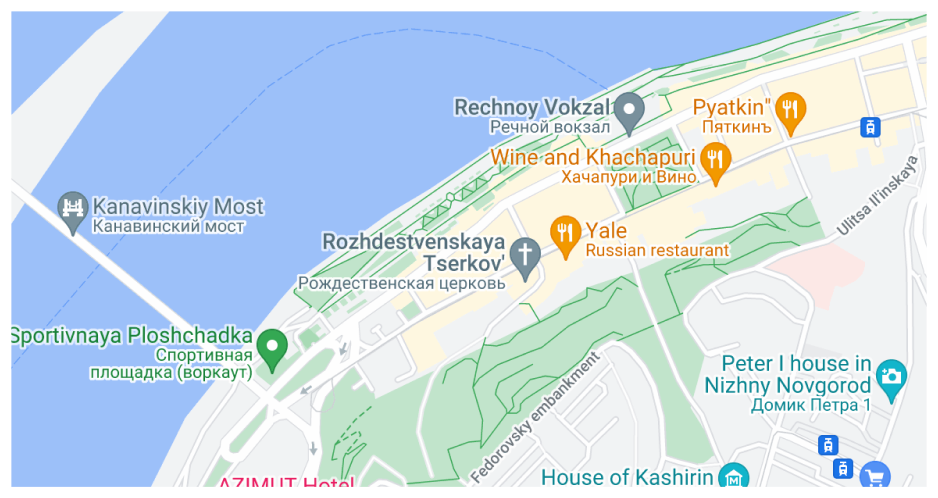 Rechnoy Vokzal
Речной вокзал
Pyatkin"
Пяткинъ
Wine and Khachapuri
Хачапури и Вино.
Ulitsa Il'inskaya
Kanavinskiy Most
Канавинский мост
Rozhdestvenskaya
Tserkov'
Рождественская церковь
Yale
Russian restaurant
Sportivnaya Ploshchadka
Спортивная
площадка (воркаут)
Fedorovsky embankment
Peter I house in
Nizhny Novgorod
Домик Петра 1
AZIMUT Hotel
House of Kashirin